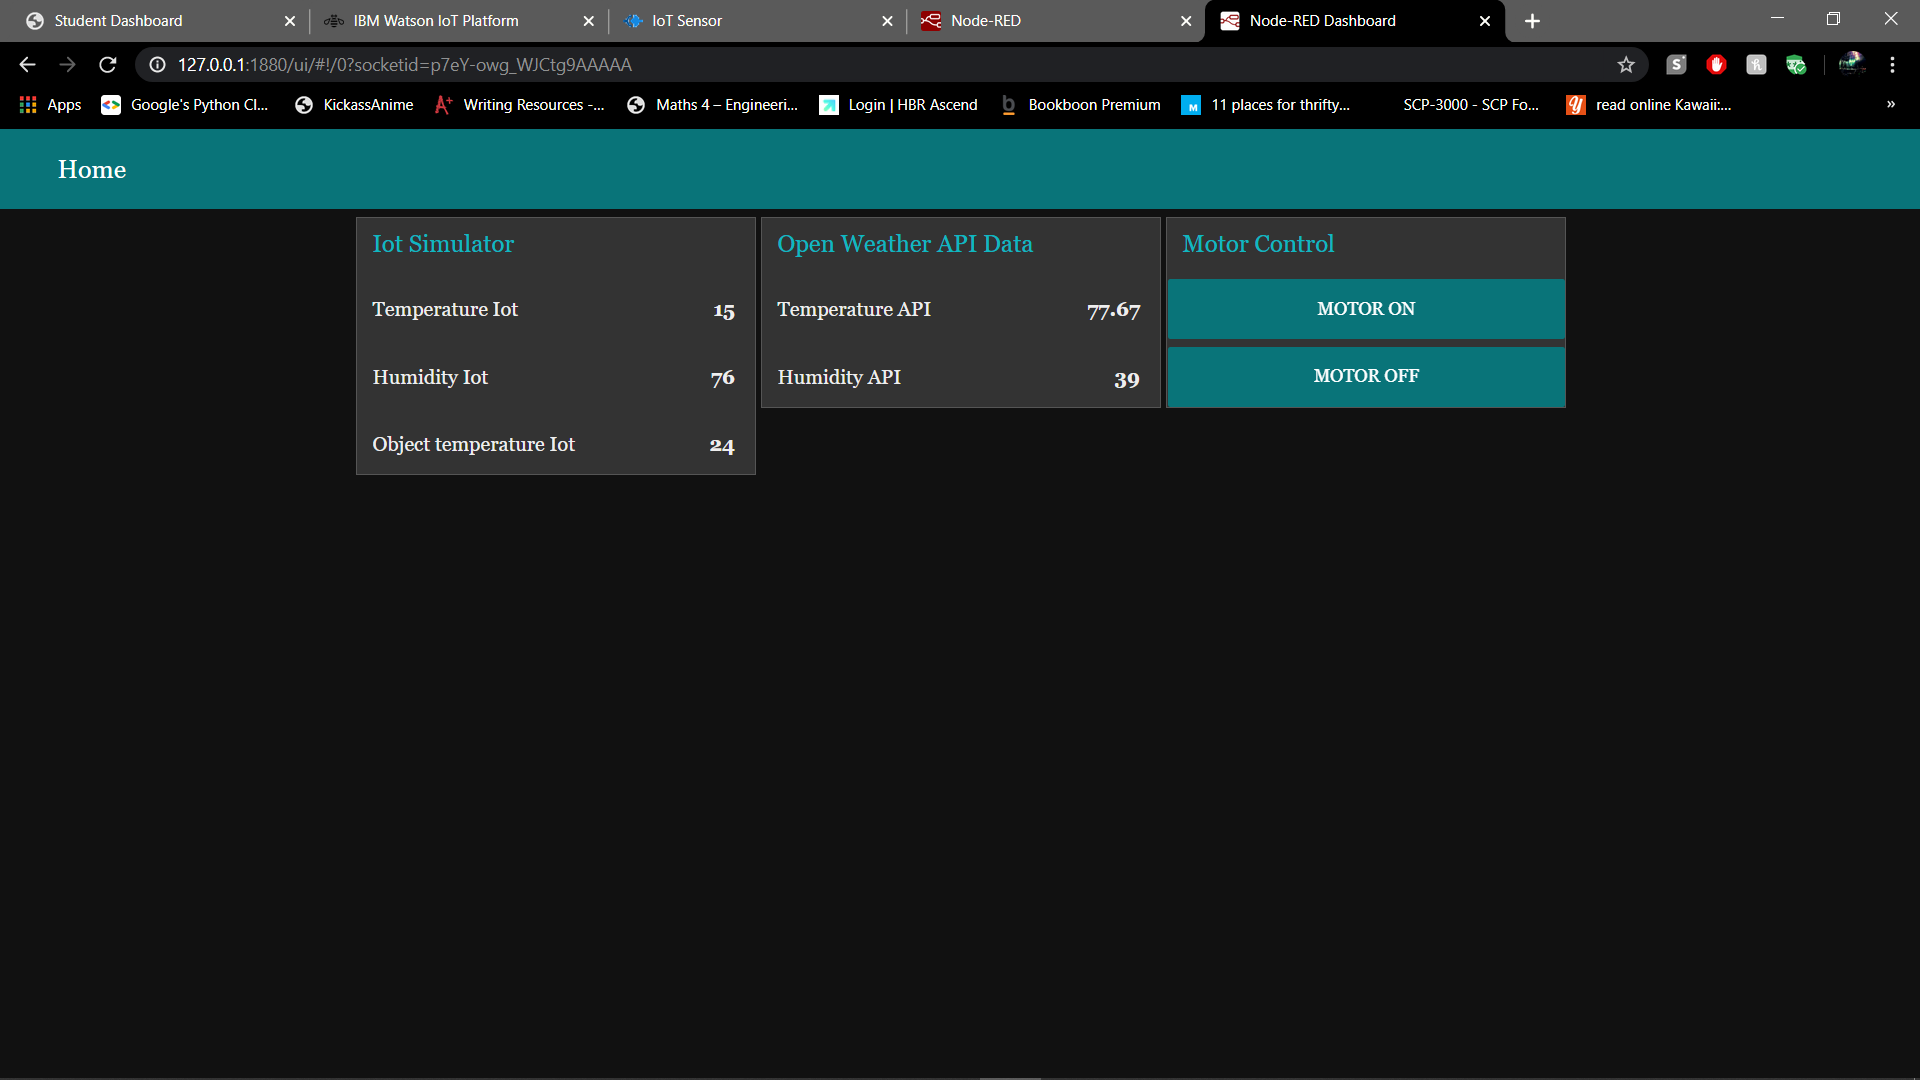 Student Dashboard
IBM Watson IoT Platform
IoT Sensor
Node-RED
Node-RED Dashboard
127.0.0.1:1880/ui/#!/0?socketid=p7eY-owg_WJCtg9AAAAA
Apps
Google's Python Cl...
KickassAnime
A+ Writing Resources -...
Maths 4 – Engineeri...
Login | HBR Ascend
b Bookboon Premium
M 11 places for thrifty...
SCP-3000 - SCP Fo...
y read online Kawaii:...
»
Home
Iot Simulator
Temperature Iot 15
Humidity Iot 76
Object temperature Iot 24
Open Weather API Data
Temperature API 77.67
Humidity API 39
Motor Control
MOTOR ON
MOTOR OFF